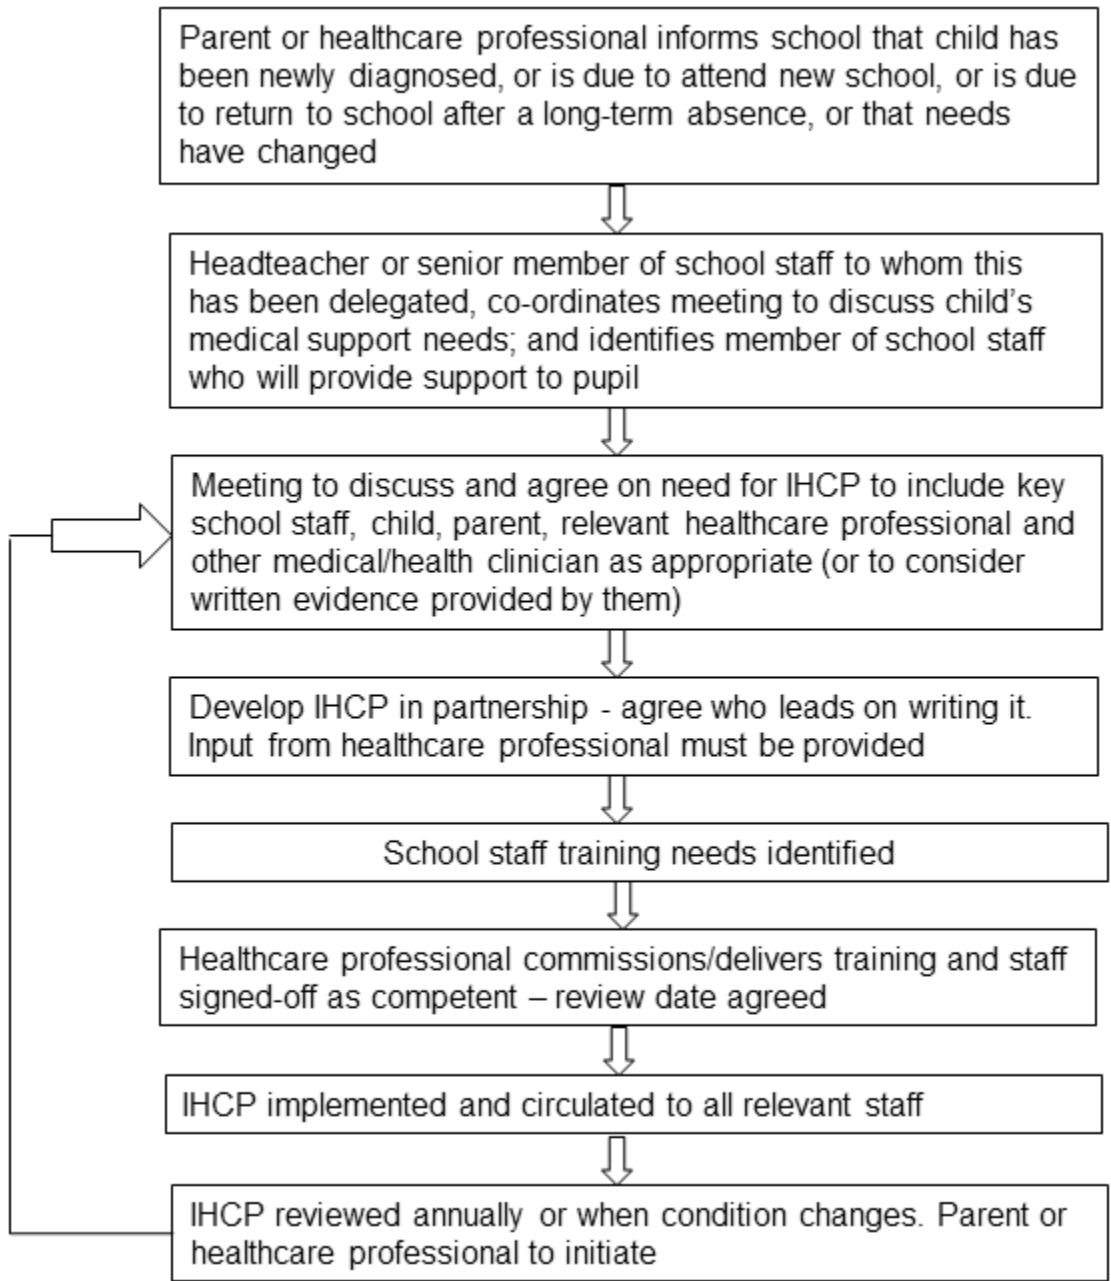 Parent or healthcare professional informs school that child has
been newly diagnosed, or is due to attend new school, or is due
to return to school after a long-term absence, or that needs
have changed
Headteacher or senior member of school staff to whom this
has been delegated, co-ordinates meeting to discuss child's
medical support needs; and identifies member of school staff
who will provide support to pupil
Meeting to discuss and agree on need for IHCP to include key
school staff, child, parent, relevant healthcare professional and
other medical/health clinician as appropriate (or to consider
written evidence provided by them)
Develop IHCP in partnership - agree who leads on writing it.
Input from healthcare professional must be provided
School staff training needs identified
Healthcare professional commissions/delivers training and staff
signed-off as competent – review date agreed
IHCP implemented and circulated to all relevant staff
IHCP reviewed annually or when condition changes. Parent or
healthcare professional to initiate